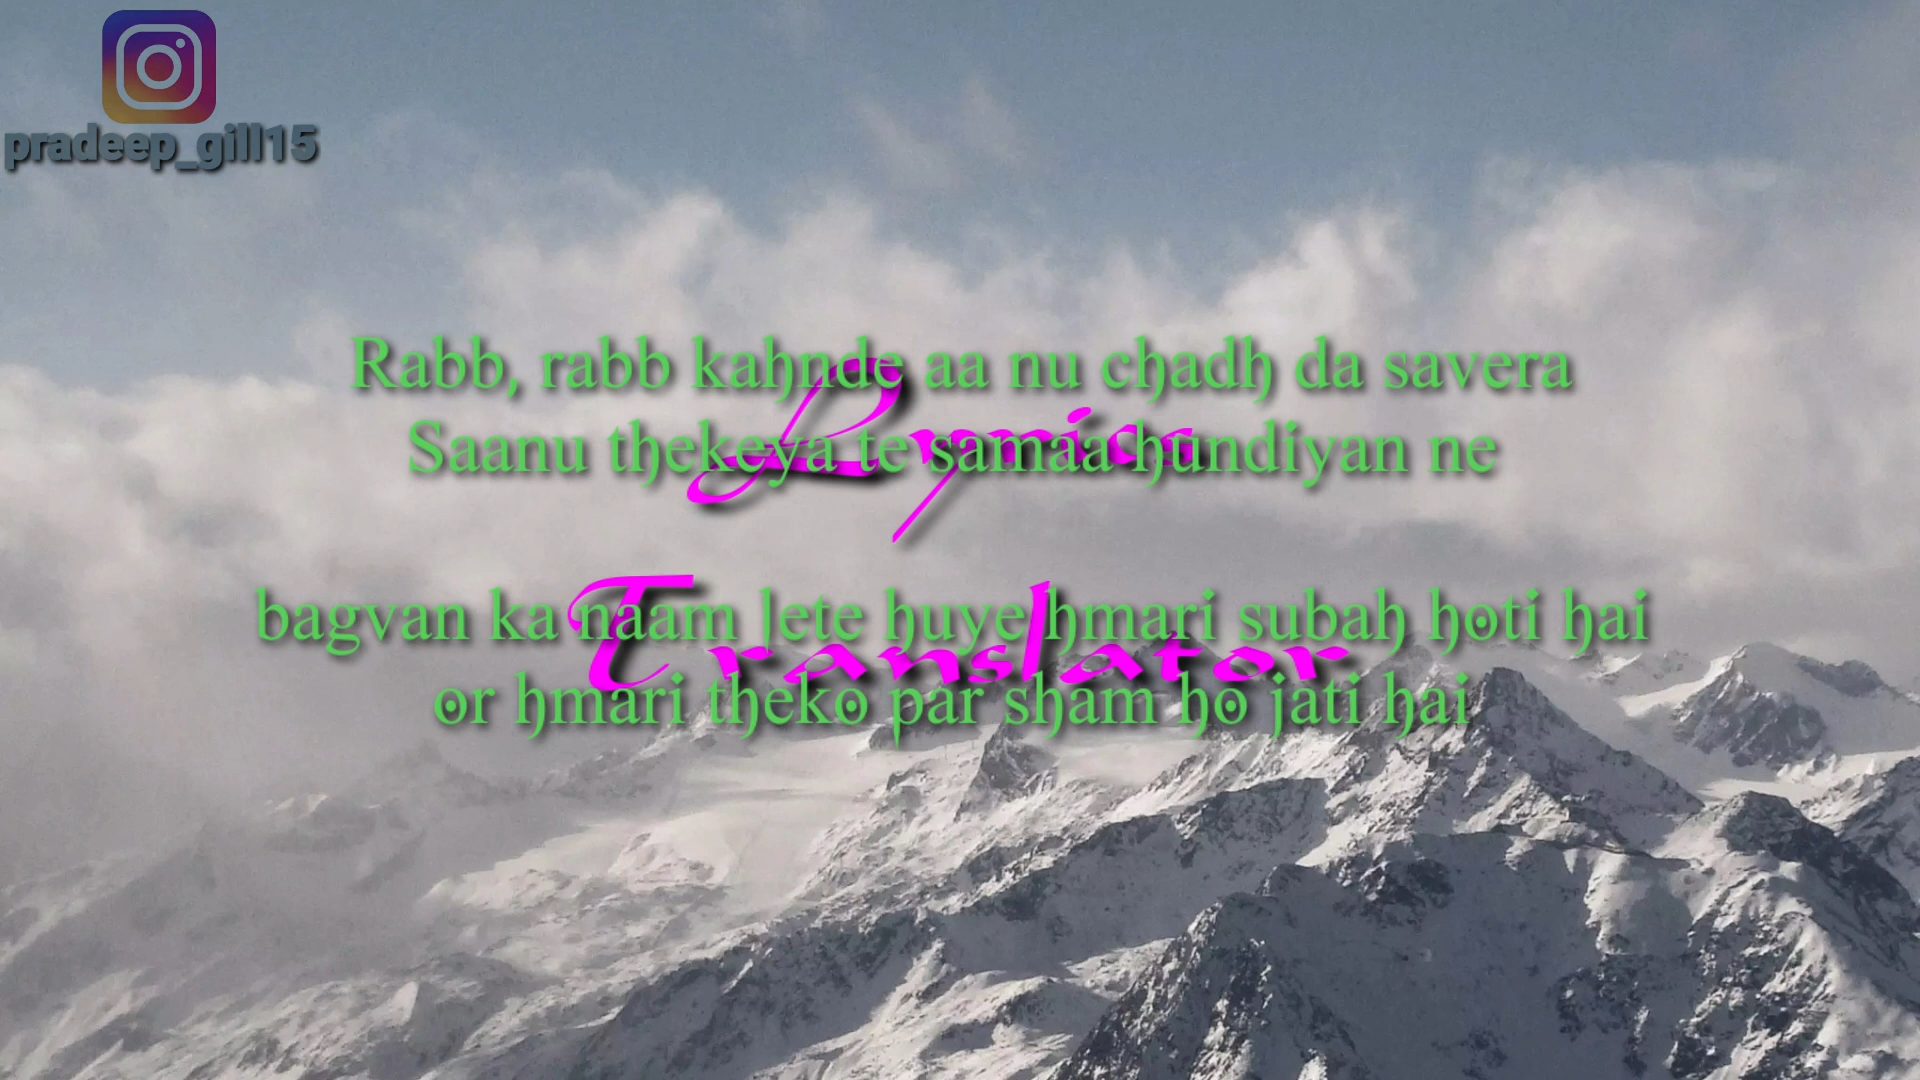 pradeep_gill15
Rabb, rabb kahnde aa nu chadh da savera
Saanu thekeya te samaa hundiyan ne
Lyrics
bagvan ka naam lete huye hmari subah hoti hai
Translator
or hmari theko par sham ho jati hai